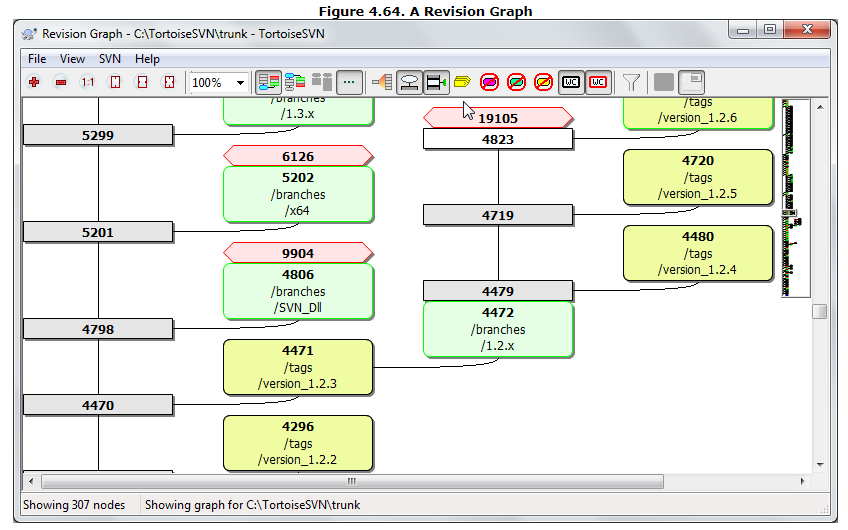 Figure 4.64. A Revision Graph
Revision Graph - C:\TortoiseSVN\trunk - TortoiseSVN
File View SVN Help
1:1
100%
WC WC
/branches
/1.3.x
5299
6126
5202
/branches
/x64
5201
9904
4806
/branches
/SVN_Dll
4798
4471
/tags
/version_1.2.3
4470
4296
/tags
/version_1.2.2
19105
4823
4719
4479
4472
/branches
/1.2.x
/tags
/version_1.2.6
4720
/tags
/version_1.2.5
4480
/tags
/version_1.2.4
Showing 307 nodes
Showing graph for C:\TortoiseSVN\trunk